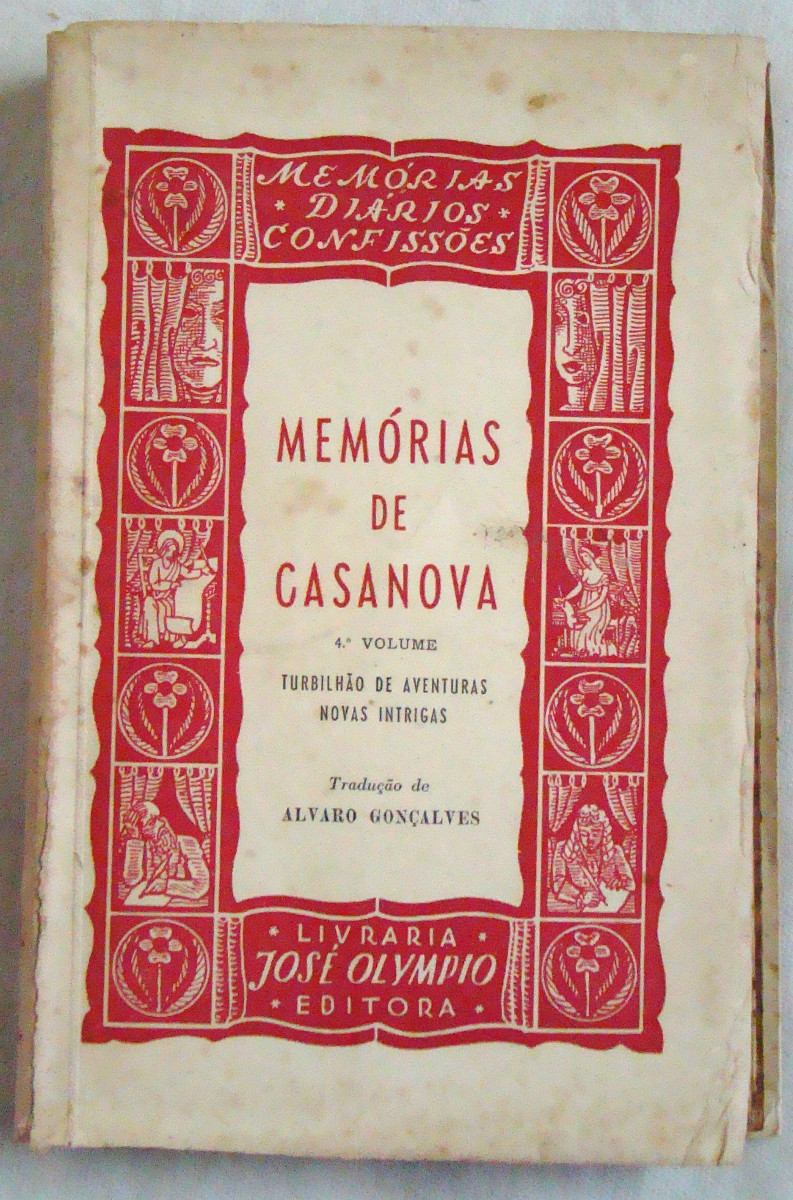 MEMÓRIAS
* DIÁRIOS *
CONFISSÕES
MEMÓRIAS
DE
CASANOVA
4.º VOLUME
TURBILHÃO DE AVENTURAS
NOVAS INTRIGAS
Tradução de
ALVARO GONÇALVES
* LIVRARIA *
JOSÉ OLYMPIO
* EDITORA *